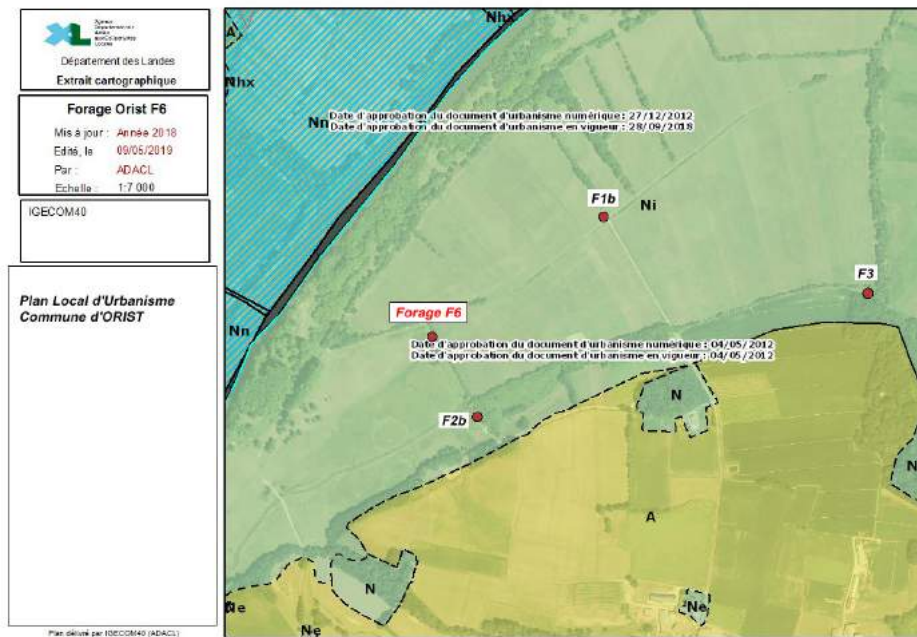 Agence
Départementale
Département des Landes
Extrait cartographique
Forage Orist F6
Mis à jour : Année 2018
Edité, le 09/05/2019
Par : ADACL
Echelle : 1:7 000
IGECOM40
Plan Local d'Urbanisme
Commune d'ORIST
Plan délivré par IGECOM40 (ADACL)
Nhx
A
Nhx
Nn
Date d'approbation du document d'urbanisme numérique : 27/12/2012
Date d'approbation du document d'urbanisme en vigueur : 28/09/2018
F1b
Ni
F3
Forage F6
Nn
Date d'approbation du document d'urbanisme numérique : 04/05/2012
Date d'approbation du document d'urbanisme en vigueur : 04/05/2012
N
F2b
N
A
N
Ne
Ne
Ne